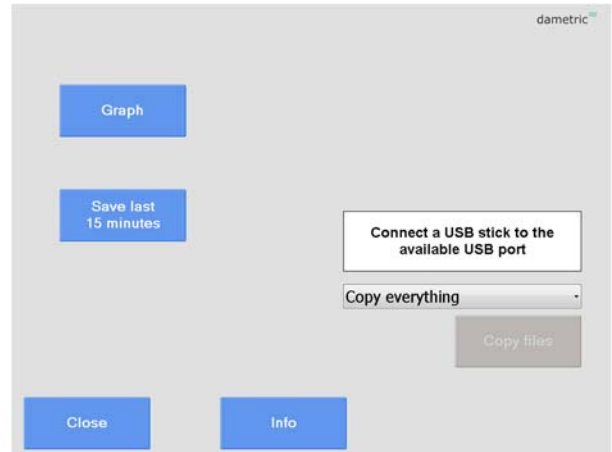 dametric
Graph
Save last
15 minutes
Connect a USB stick to the
available USB port
Copy everything
Copy files
Close
Info